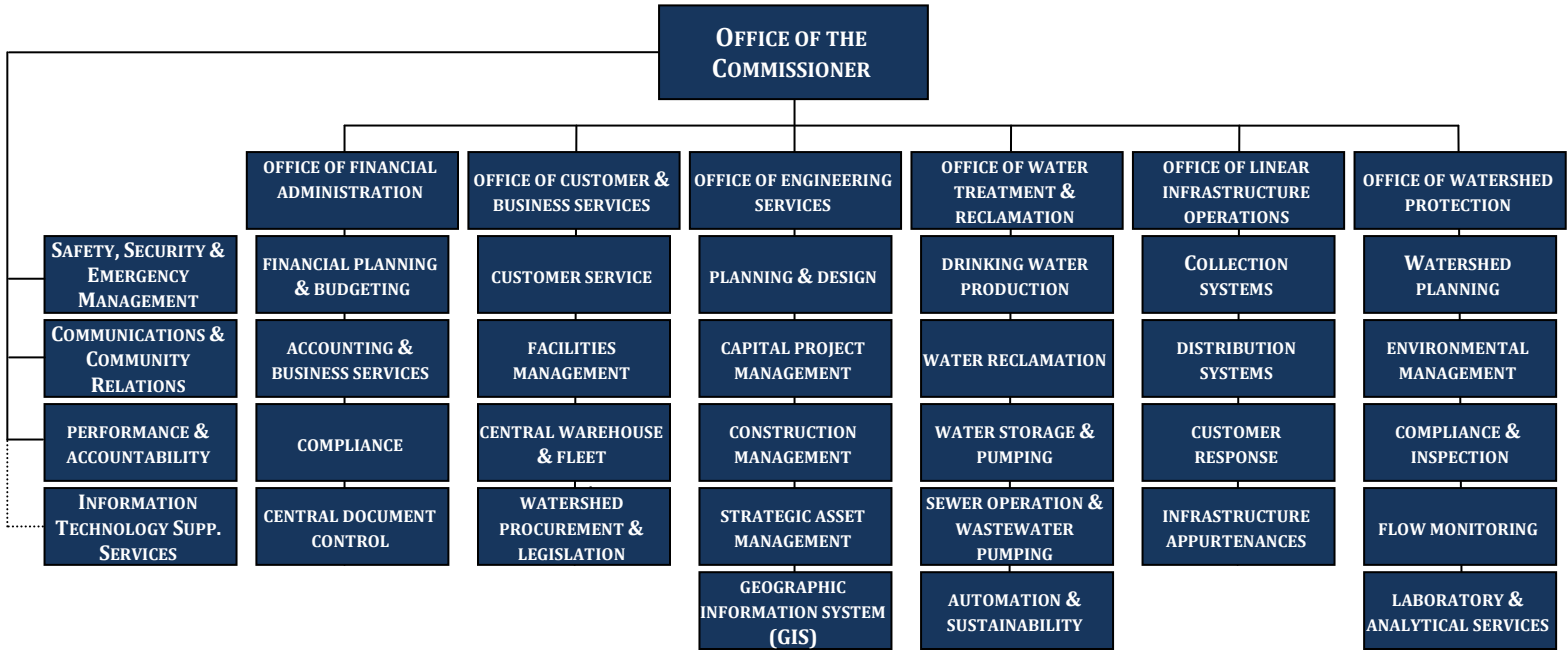 OFFICE OF THE
COMMISSIONER
OFFICE OF FINANCIAL
ADMINISTRATION
OFFICE OF CUSTOMER &
BUSINESS SERVICES
OFFICE OF ENGINEERING
SERVICES
OFFICE OF WATER
TREATMENT &
RECLAMATION
OFFICE OF LINEAR
INFRASTRUCTURE
OPERATIONS
OFFICE OF WATERSHED
PROTECTION
SAFETY, SECURITY &
EMERGENCY
MANAGEMENT
FINANCIAL PLANNING
& BUDGETING
CUSTOMER SERVICE
PLANNING & DESIGN
DRINKING WATER
PRODUCTION
COLLECTION
SYSTEMS
WATERSHED
PLANNING
COMMUNICATIONS &
COMMUNITY
RELATIONS
ACCOUNTING &
BUSINESS SERVICES
FACILITIES
MANAGEMENT
CAPITAL PROJECT
MANAGEMENT
WATER RECLAMATION
DISTRIBUTION
SYSTEMS
ENVIRONMENTAL
MANAGEMENT
PERFORMANCE &
ACCOUNTABILITY
COMPLIANCE
CENTRAL WAREHOUSE
& FLEET
CONSTRUCTION
MANAGEMENT
WATER STORAGE &
PUMPING
CUSTOMER
RESPONSE
COMPLIANCE &
INSPECTION
INFORMATION
TECHNOLOGY SUPP.
SERVICES
CENTRAL DOCUMENT
CONTROL
WATERSHED
PROCUREMENT &
LEGISLATION
STRATEGIC ASSET
MANAGEMENT
SEWER OPERATION &
WASTEWATER
PUMPING
INFRASTRUCTURE
APPURTENANCES
FLOW MONITORING
GEOGRAPHIC
INFORMATION SYSTEM
(GIS)
AUTOMATION &
SUSTAINABILITY
LABORATORY &
ANALYTICAL SERVICES